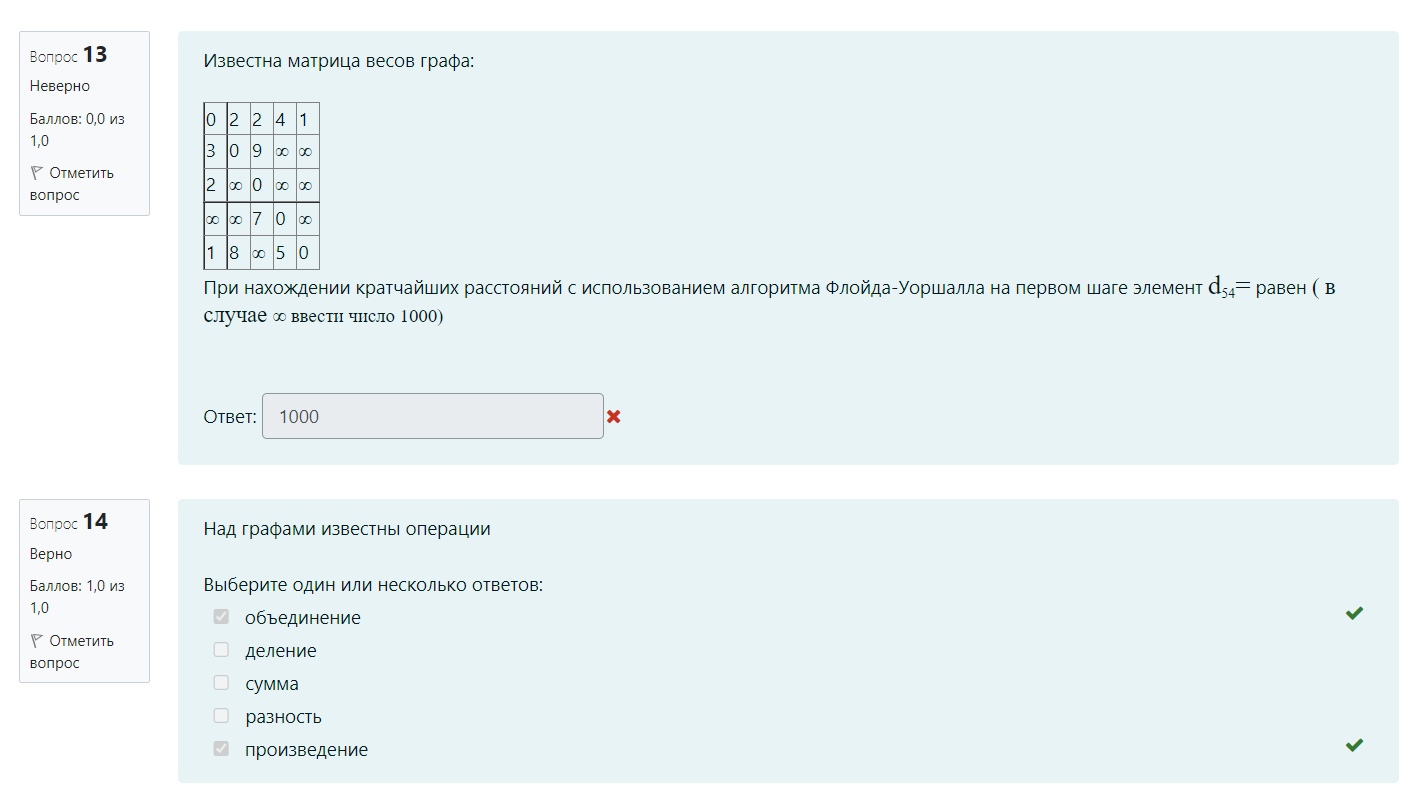 Вопрос 13
Неверно
Баллов: 0,0 из
1,0
Отметить
вопрос
Известна матрица весов графа:
0 2 2 4 1
3 0 9 ∞ ∞
2 ∞ 0 ∞ ∞
∞ ∞ 7 0 ∞
1 8 ∞ 5 0
При нахождении кратчайших расстояний с использованием алгоритма Флойда-Уоршалла на первом шаге элемент d54= равен ( в
случае ∞ ввести число 1000)
Ответ: 1000
Вопрос 14
Верно
Баллов: 1,0 из
1,0
Отметить
вопрос
Над графами известны операции
Выберите один или несколько ответов:
объединение
деление
сумма
разность
произведение